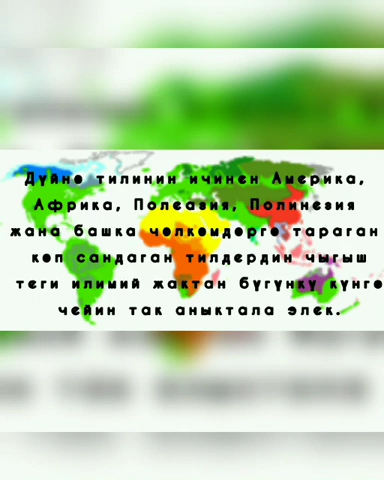 Дүйнө тилинин ичинен Америка,
Африка, Полеазия, Полинезия
жана башка чөлкөмдөргө тараган
көп сандаган тилдердин чыгыш
теги илимий жактан бүгүнкү күнгө
чейин так аныктала элек.